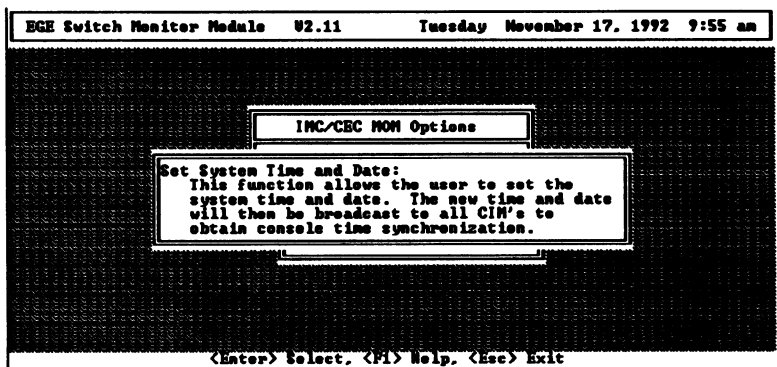 EGE Switch Monitor Module V2.11 Tuesday November 17, 1992 9:55 am
IMC/CEC MOM Options
Set System Time and Date:
This function allows the user to set the
system time and date. The new time and date
will then be broadcast to all CIM's to
obtain console time synchronization.
<Enter> Select, <F1> Help, <Esc> Exit